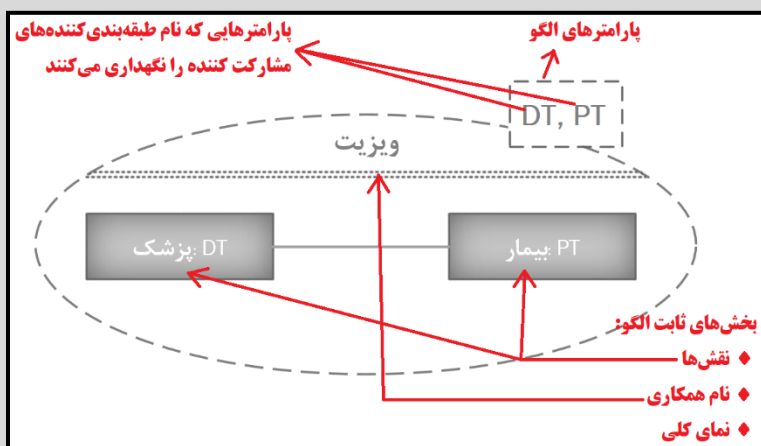 پارامترهای الگو
پارامترهایی که نام طبقه‌بندی‌کننده‌های
مشارکت کننده را نگهداری می‌کنند
DT, PT
ویزیت
پزشک: DT
بیمار: PT
بخش‌های ثابت الگو:
♦ نقش‌ها
♦ نام همکاری
♦ نمای کلی